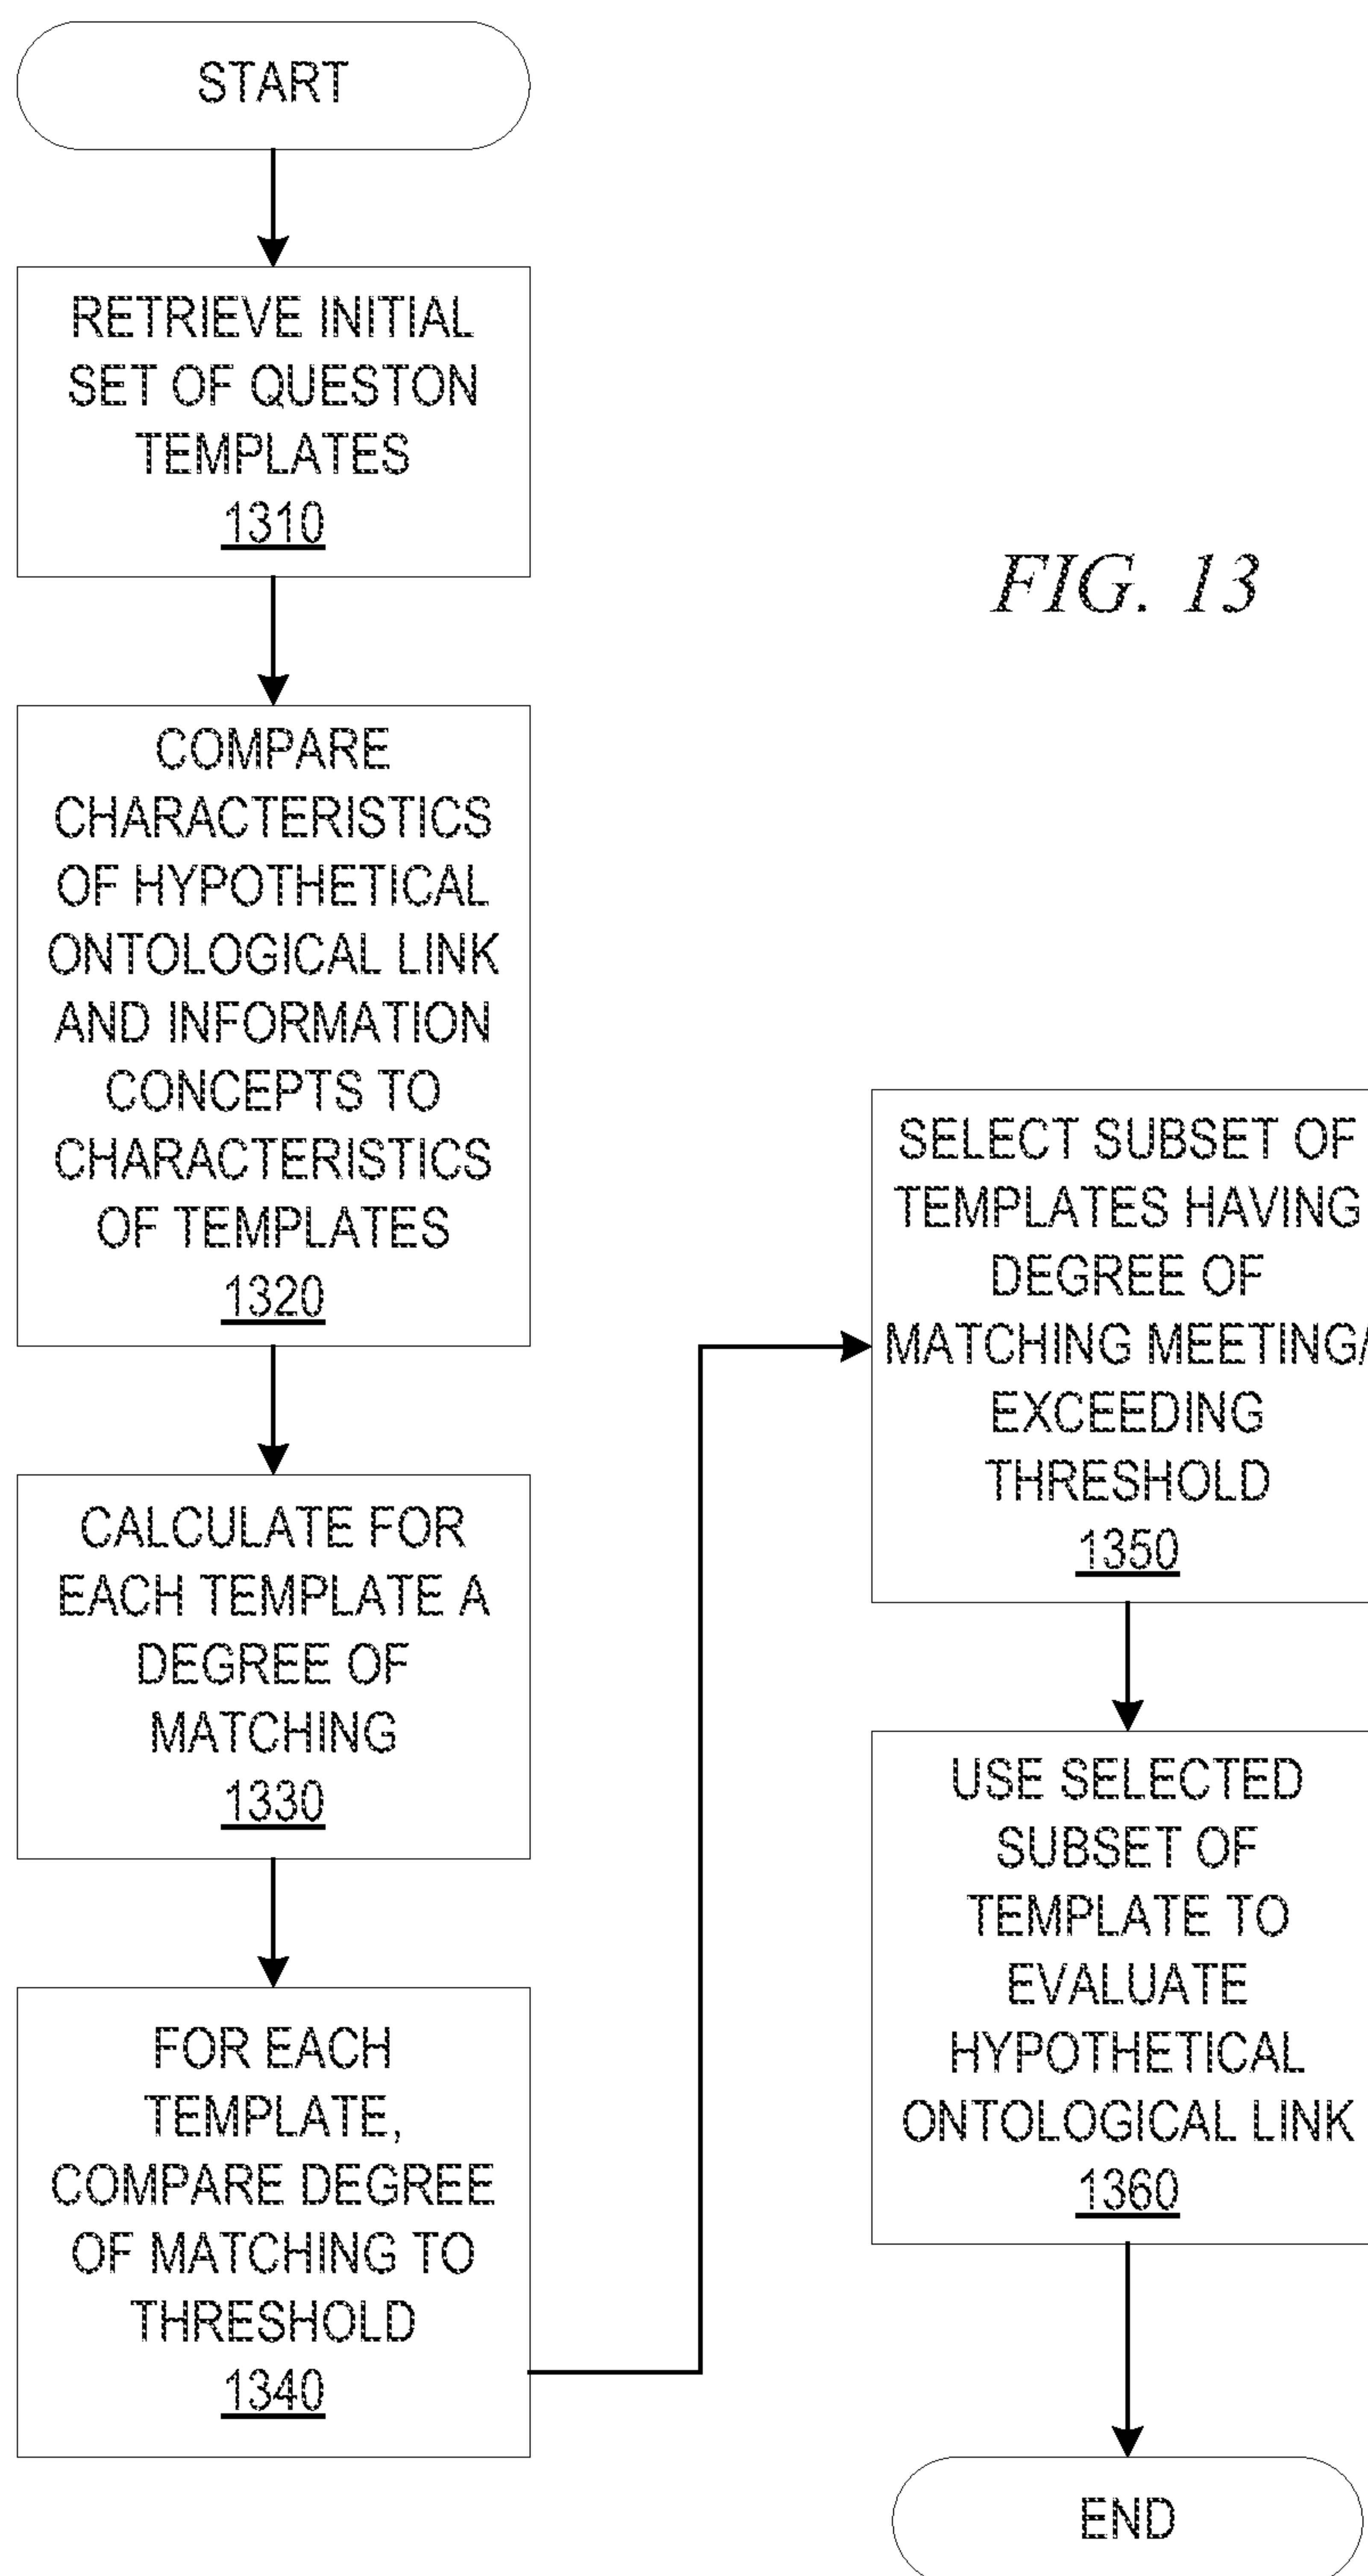 START
RETRIEVE INITIAL
SET OF QUESTON
TEMPLATES
1310
COMPARE
CHARACTERISTICS
OF HYPOTHETICAL
ONTOLOGICAL LINK
AND INFORMATION
CONCEPTS TO
CHARACTERISTICS
OF TEMPLATES
1320
CALCULATE FOR
EACH TEMPLATE A
DEGREE OF
MATCHING
1330
FOR EACH
TEMPLATE,
COMPARE DEGREE
OF MATCHING TO
THRESHOLD
1340
FIG. 13
SELECT SUBSET OF
TEMPLATES HAVING
DEGREE OF
MATCHING MEETING/
EXCEEDING
THRESHOLD
1350
USE SELECTED
SUBSET OF
TEMPLATE TO
EVALUATE
HYPOTHETICAL
ONTOLOGICAL LINK
1360
END